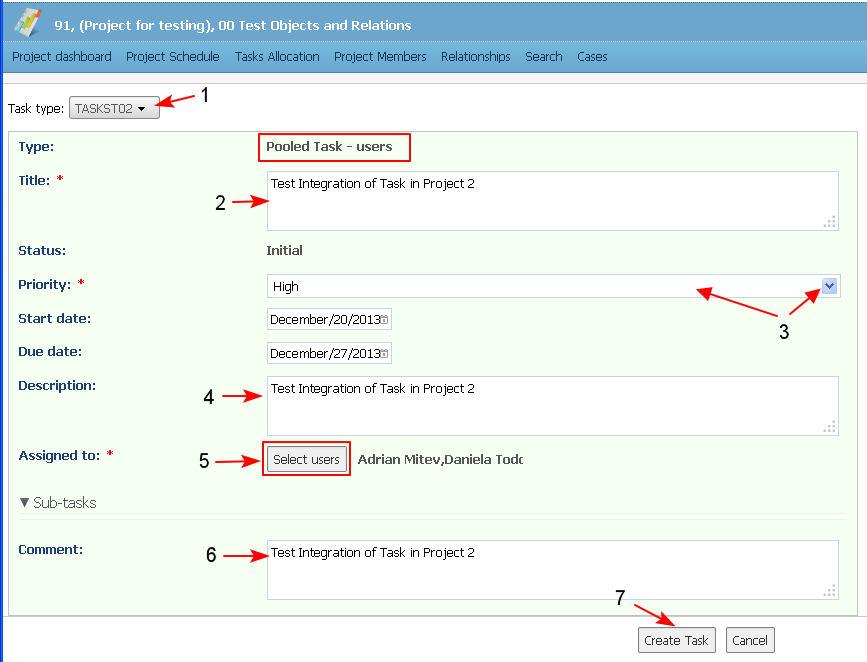 91, (Project for testing), 00 Test Objects and Relations
Project dashboard Project Schedule Tasks Allocation Project Members Relationships Search Cases
1
Task type: TASKST02
Type: Pooled Task - users
Title: * Test Integration of Task in Project 2
2
Status: Initial
Priority: * High
3
Start date: December/20/2013
Due date: December/27/2013
Description: Test Integration of Task in Project 2
4
Assigned to: * 5 Select users Adrian Mitev,Daniela Todo
Sub-tasks
Comment: Test Integration of Task in Project 2
6
7
Create Task Cancel